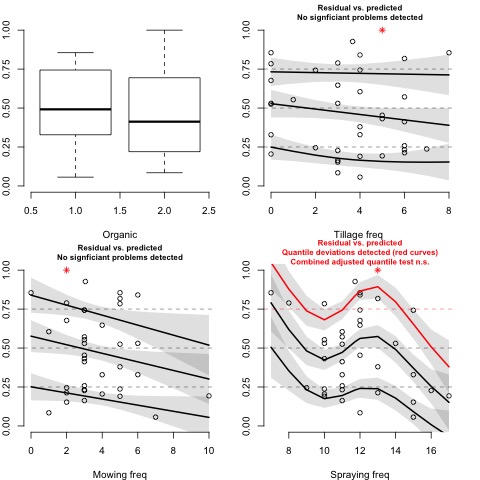 0.00 0.25 0.50 0.75 1.00
0.5 1.0 1.5 2.0 2.5
Organic
Residual vs. predicted
No signficiant problems detected
0.00 0.25 0.50 0.75 1.00
0 2 4 6 8
Tillage freq
Residual vs. predicted
No signficiant problems detected
0.00 0.25 0.50 0.75 1.00
0 2 4 6 8 10
Mowing freq
Residual vs. predicted
Quantile deviations detected (red curves)
Combined adjusted quantile test n.s.
0.00 0.25 0.50 0.75 1.00
8 10 12 14 16
Spraying freq